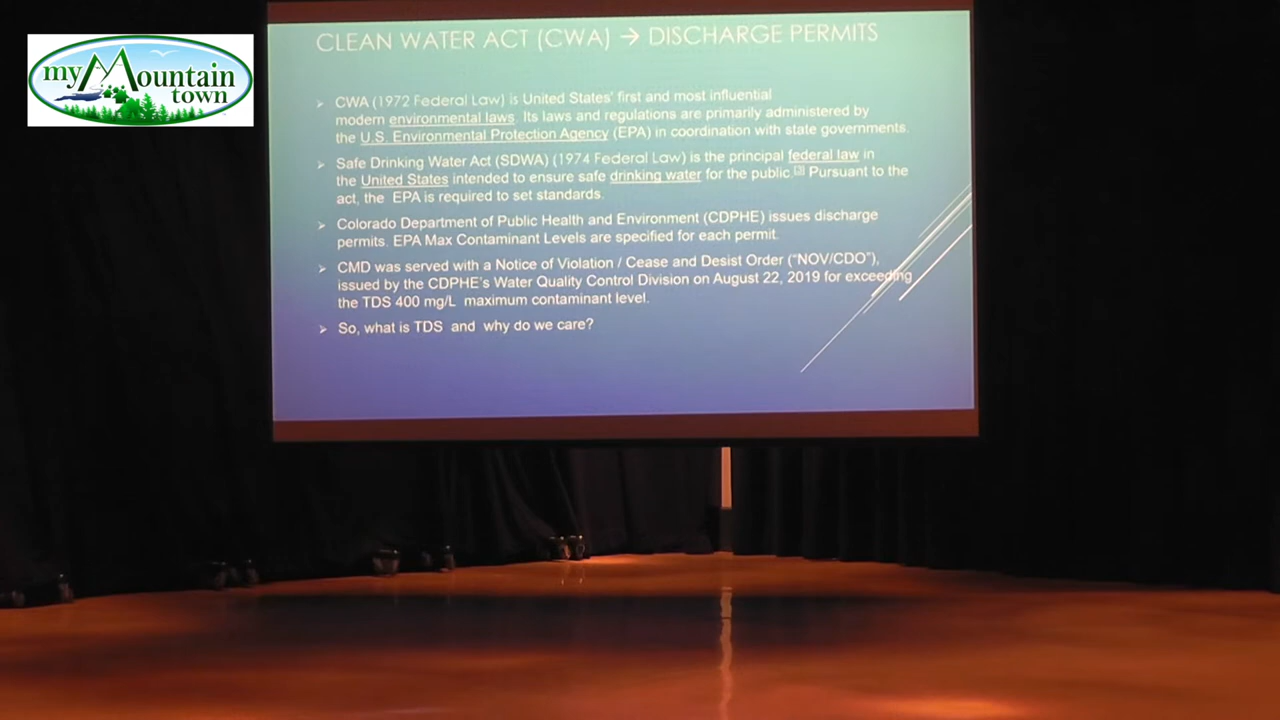 my Mountain
town
CLEAN WATER ACT (CWA) → DISCHARGE PERMITS
➢ CWA (1972 Federal Law) is United States' first and most influential
modern environmental laws. Its laws and regulations are primarily administered by
the U.S. Environmental Protection Agency (EPA) in coordination with state governments.
➢ Safe Drinking Water Act (SDWA) (1974 Federal Law) is the principal federal law in
the United States intended to ensure safe drinking water for the public.[3] Pursuant to the
act, the EPA is required to set standards.
➢ Colorado Department of Public Health and Environment (CDPHE) issues discharge
permits. EPA Max Contaminant Levels are specified for each permit.
➢ CMD was served with a Notice of Violation / Cease and Desist Order (“NOV/CDO”),
issued by the CDPHE's Water Quality Control Division on August 22, 2019 for exceeding
the TDS 400 mg/L maximum contaminant level.
➢ So, what is TDS and why do we care?